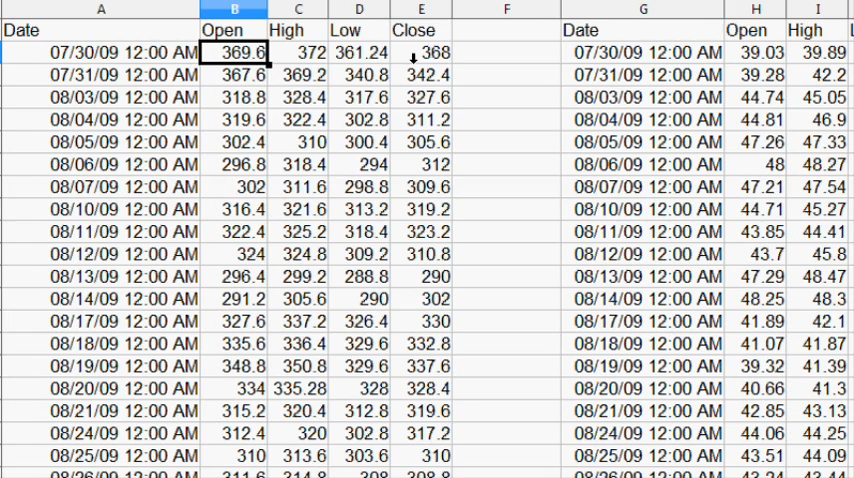 A B C D E F G H I
Date Open High Low Close Date Open High
07/30/09 12:00 AM 369.6 372 361.24 368 07/30/09 12:00 AM 39.03 39.89
07/31/09 12:00 AM 367.6 369.2 340.8 342.4 07/31/09 12:00 AM 39.28 42.2
08/03/09 12:00 AM 318.8 328.4 317.6 327.6 08/03/09 12:00 AM 44.74 45.05
08/04/09 12:00 AM 319.6 322.4 302.8 311.2 08/04/09 12:00 AM 44.81 46.9
08/05/09 12:00 AM 302.4 310 300.4 305.6 08/05/09 12:00 AM 47.26 47.33
08/06/09 12:00 AM 296.8 318.4 294 312 08/06/09 12:00 AM 48 48.27
08/07/09 12:00 AM 302 311.6 298.8 309.6 08/07/09 12:00 AM 47.21 47.54
08/10/09 12:00 AM 316.4 321.6 313.2 319.2 08/10/09 12:00 AM 44.71 45.27
08/11/09 12:00 AM 322.4 325.2 318.4 323.2 08/11/09 12:00 AM 43.85 44.41
08/12/09 12:00 AM 324 324.8 309.2 310.8 08/12/09 12:00 AM 43.7 45.8
08/13/09 12:00 AM 296.4 299.2 288.8 290 08/13/09 12:00 AM 47.29 48.47
08/14/09 12:00 AM 291.2 305.6 290 302 08/14/09 12:00 AM 48.25 48.3
08/17/09 12:00 AM 327.6 337.2 326.4 330 08/17/09 12:00 AM 41.89 42.1
08/18/09 12:00 AM 335.6 336.4 329.6 332.8 08/18/09 12:00 AM 41.07 41.87
08/19/09 12:00 AM 348.8 350.8 329.6 337.6 08/19/09 12:00 AM 39.32 41.39
08/20/09 12:00 AM 334 335.28 328 328.4 08/20/09 12:00 AM 40.66 41.3
08/21/09 12:00 AM 315.2 320.4 312.8 319.6 08/21/09 12:00 AM 42.85 43.13
08/24/09 12:00 AM 312.4 320 302.8 317.2 08/24/09 12:00 AM 44.06 44.25
08/25/09 12:00 AM 310 313.6 303.6 310 08/25/09 12:00 AM 43.51 44.09
08/26/09 12:00 AM 311.6 314.8 308 308.8 08/26/09 12:00 AM 43.24 43.44